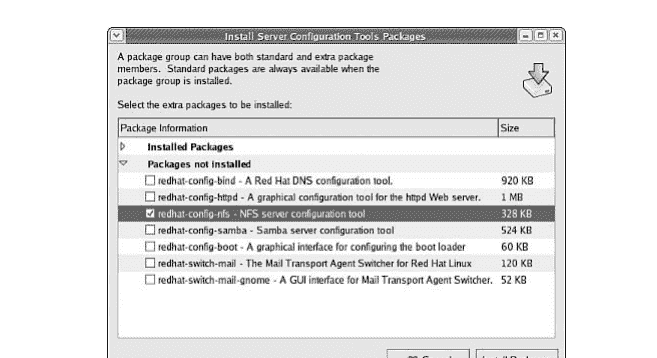 Install Server Configuration Tools Packages
A package group can have both standard and extra package
members. Standard packages are always available when the
package group is installed.
Select the extra packages to be installed:
Package Information Size
Installed Packages
Packages not installed
redhat-config-bind - A Red Hat DNS configuration tool. 920 KB
redhat-config-httpd - A graphical configuration tool for the httpd Web server. 1 MB
redhat-config-nfs - NFS server configuration tool 328 KB
redhat-config-samba - Samba server configuration tool 524 KB
redhat-config-boot - A graphical interface for configuring the boot loader 60 KB
redhat-switch-mail - The Mail Transport Agent Switcher for Red Hat Linux 120 KB
redhat-switch-mail-gnome - A GUI interface for Mail Transport Agent Switcher. 52 KB